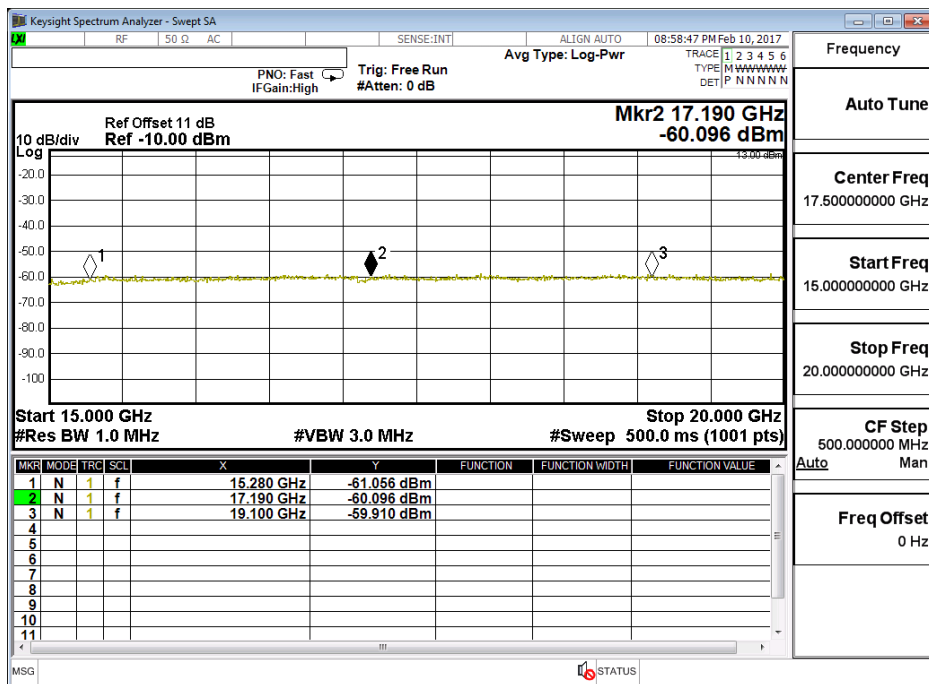 Keysight Spectrum Analyzer - Swept SA
LXI RF 50 Ω AC SENSE:INT ALIGN AUTO 08:58:47 PM Feb 10, 2017
PNO: Fast
IFGain:High
Trig: Free Run
#Atten: 0 dB
Avg Type: Log-Pwr
TRACE 1 2 3 4 5 6
TYPE M WWWWW
DET P N N N N N
Mkr2 17.190 GHz
-60.096 dBm
Ref Offset 11 dB
10 dB/div Ref -10.00 dBm
Log
-13.00 dBm
-20.0
-30.0
-40.0
-50.0
-60.0
-70.0
-80.0
-90.0
-100
1
2
3
Start 15.000 GHz Stop 20.000 GHz
#Res BW 1.0 MHz #VBW 3.0 MHz #Sweep 500.0 ms (1001 pts)
MKR MODE TRC SCL X Y FUNCTION FUNCTION WIDTH FUNCTION VALUE
1 N 1 f 15.280 GHz -61.056 dBm
2 N 1 f 17.190 GHz -60.096 dBm
3 N 1 f 19.100 GHz -59.910 dBm
4
5
6
7
8
9
10
11
MSG STATUS
Frequency
Auto Tune
Center Freq
17.500000000 GHz
Start Freq
15.000000000 GHz
Stop Freq
20.000000000 GHz
CF Step
500.000000 MHz
Auto Man
Freq Offset
0 Hz